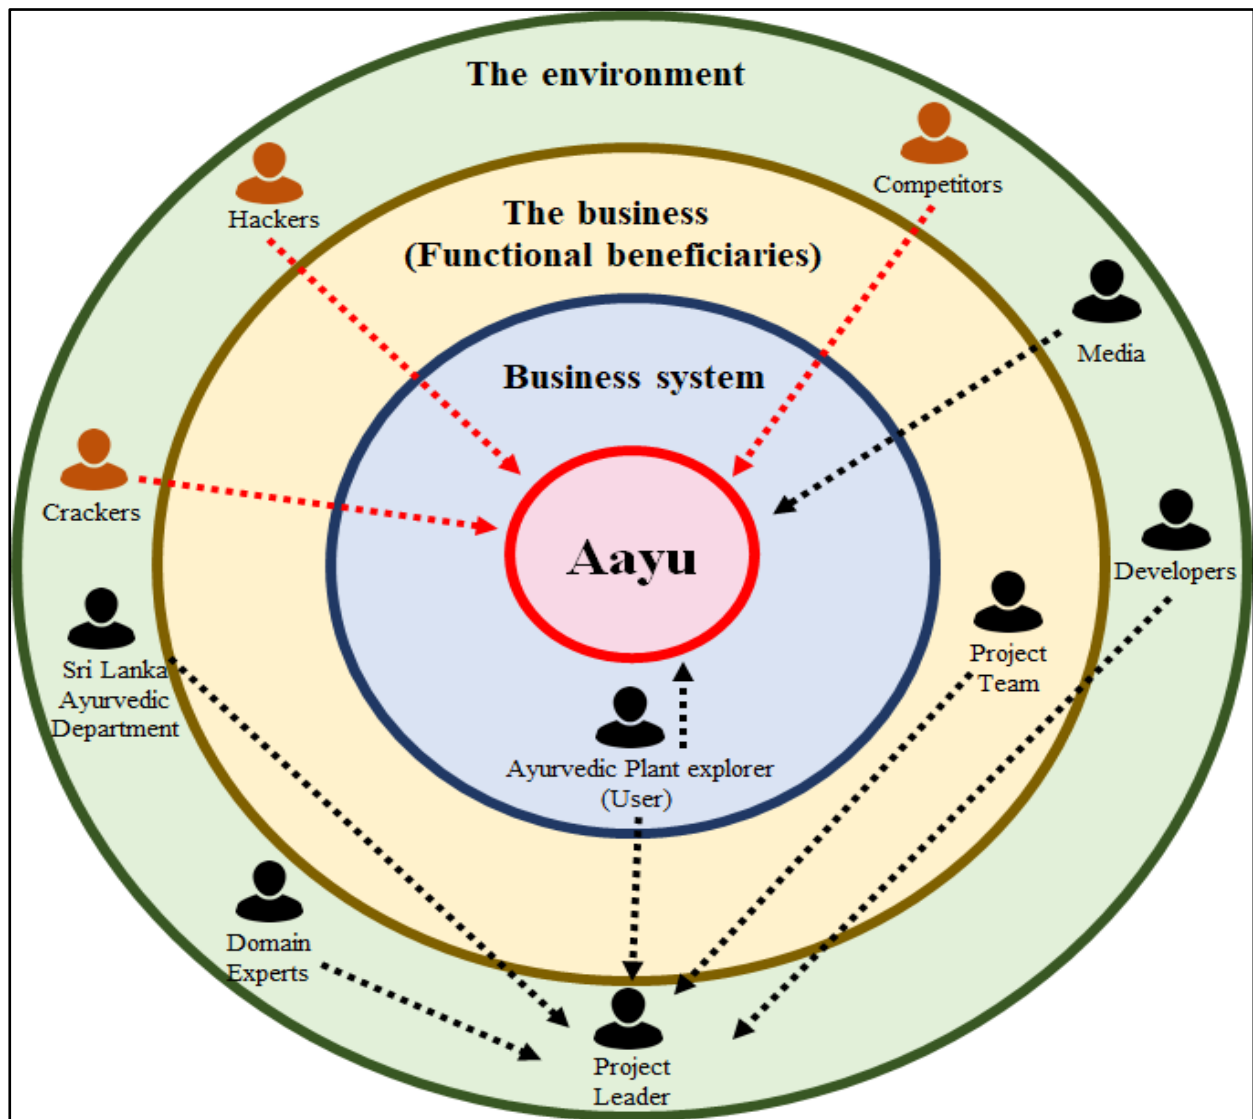 The environment
Competitors
Hackers
The business
(Functional beneficiaries)
Media
Business system
Crackers
Aayu
Developers
Sri Lanka
Ayurvedic
Department
Project
Team
Ayurvedic Plant explorer
(User)
Domain
Experts
Project
Leader